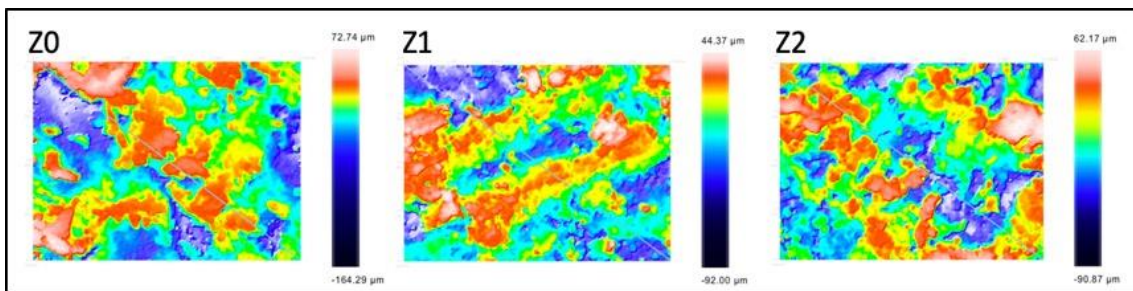 Z0
72.74 µm
-164.29 µm
Z1
44.37 µm
-92.00 µm
Z2
62.17 µm
-90.87 µm